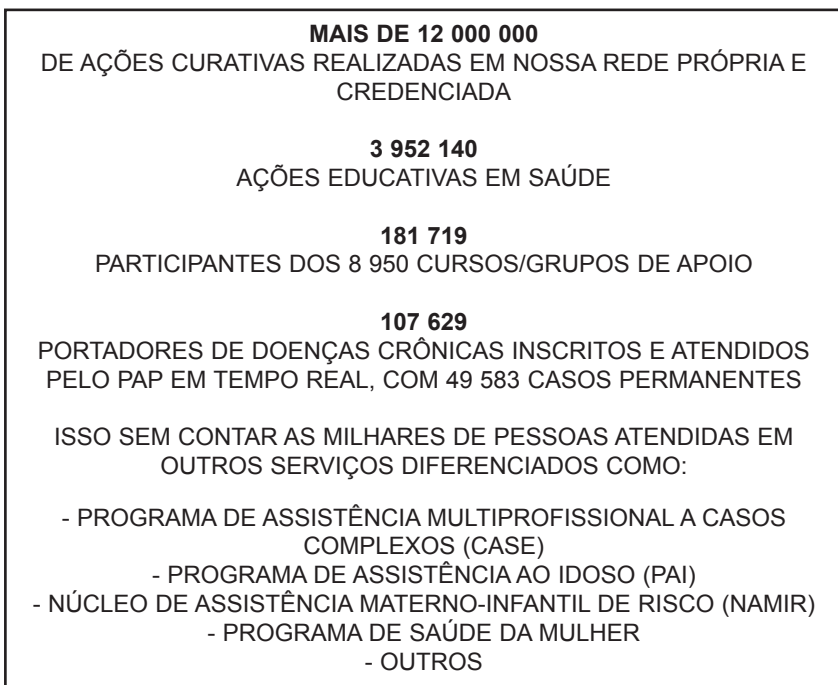 MAIS DE 12 000 000
DE AÇÕES CURATIVAS REALIZADAS EM NOSSA REDE PRÓPRIA E
CREDENCIADA
3 952 140
AÇÕES EDUCATIVAS EM SAÚDE
181 719
PARTICIPANTES DOS 8 950 CURSOS/GRUPOS DE APOIO
107 629
PORTADORES DE DOENÇAS CRÔNICAS INSCRITOS E ATENDIDOS
PELO PAP EM TEMPO REAL, COM 49 583 CASOS PERMANENTES
ISSO SEM CONTAR AS MILHARES DE PESSOAS ATENDIDAS EM
OUTROS SERVIÇOS DIFERENCIADOS COMO:
- PROGRAMA DE ASSISTÊNCIA MULTIPROFISSIONAL A CASOS
COMPLEXOS (CASE)
- PROGRAMA DE ASSISTÊNCIA AO IDOSO (PAI)
- NÚCLEO DE ASSISTÊNCIA MATERNO-INFANTIL DE RISCO (NAMIR)
- PROGRAMA DE SAÚDE DA MULHER
- OUTROS